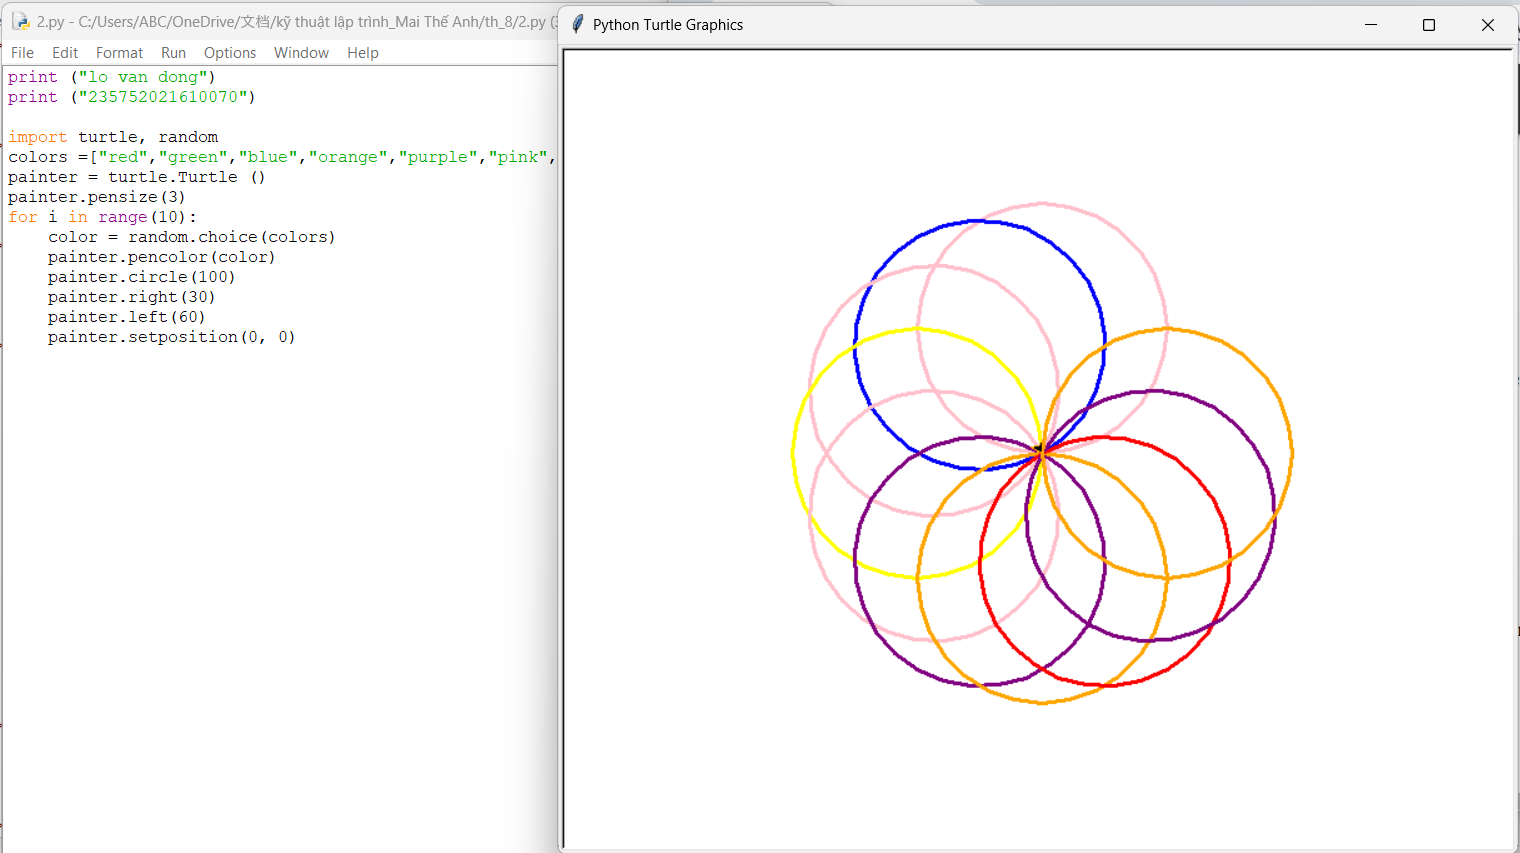 2.py - C:/Users/ABC/OneDrive/文档/kỹ thuật lập trình_Mai Thế Anh/th_8/2.py (3
Python Turtle Graphics
File Edit Format Run Options Window Help
print ("lo van dong")
print ("235752021610070")
import turtle, random
colors =["red","green","blue","orange","purple","pink",
painter = turtle.Turtle ()
painter.pensize(3)
for i in range(10):
    color = random.choice(colors)
    painter.pencolor(color)
    painter.circle(100)
    painter.right(30)
    painter.left(60)
    painter.setposition(0, 0)